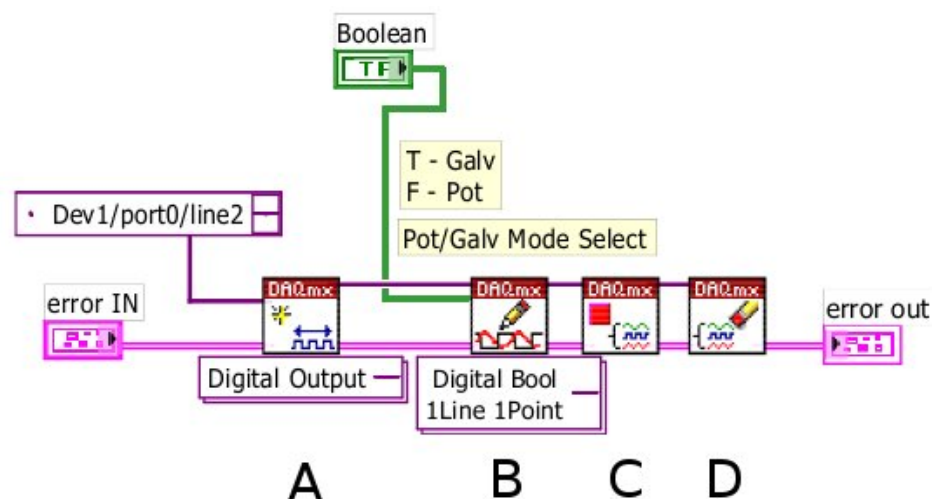 Boolean
TF
T - Galv
F - Pot
Dev1/port0/line2
Pot/Galv Mode Select
DAQmx DAQmx DAQmx DAQmx
error IN
error out
Digital Output
Digital Bool
1Line 1Point
A B C D